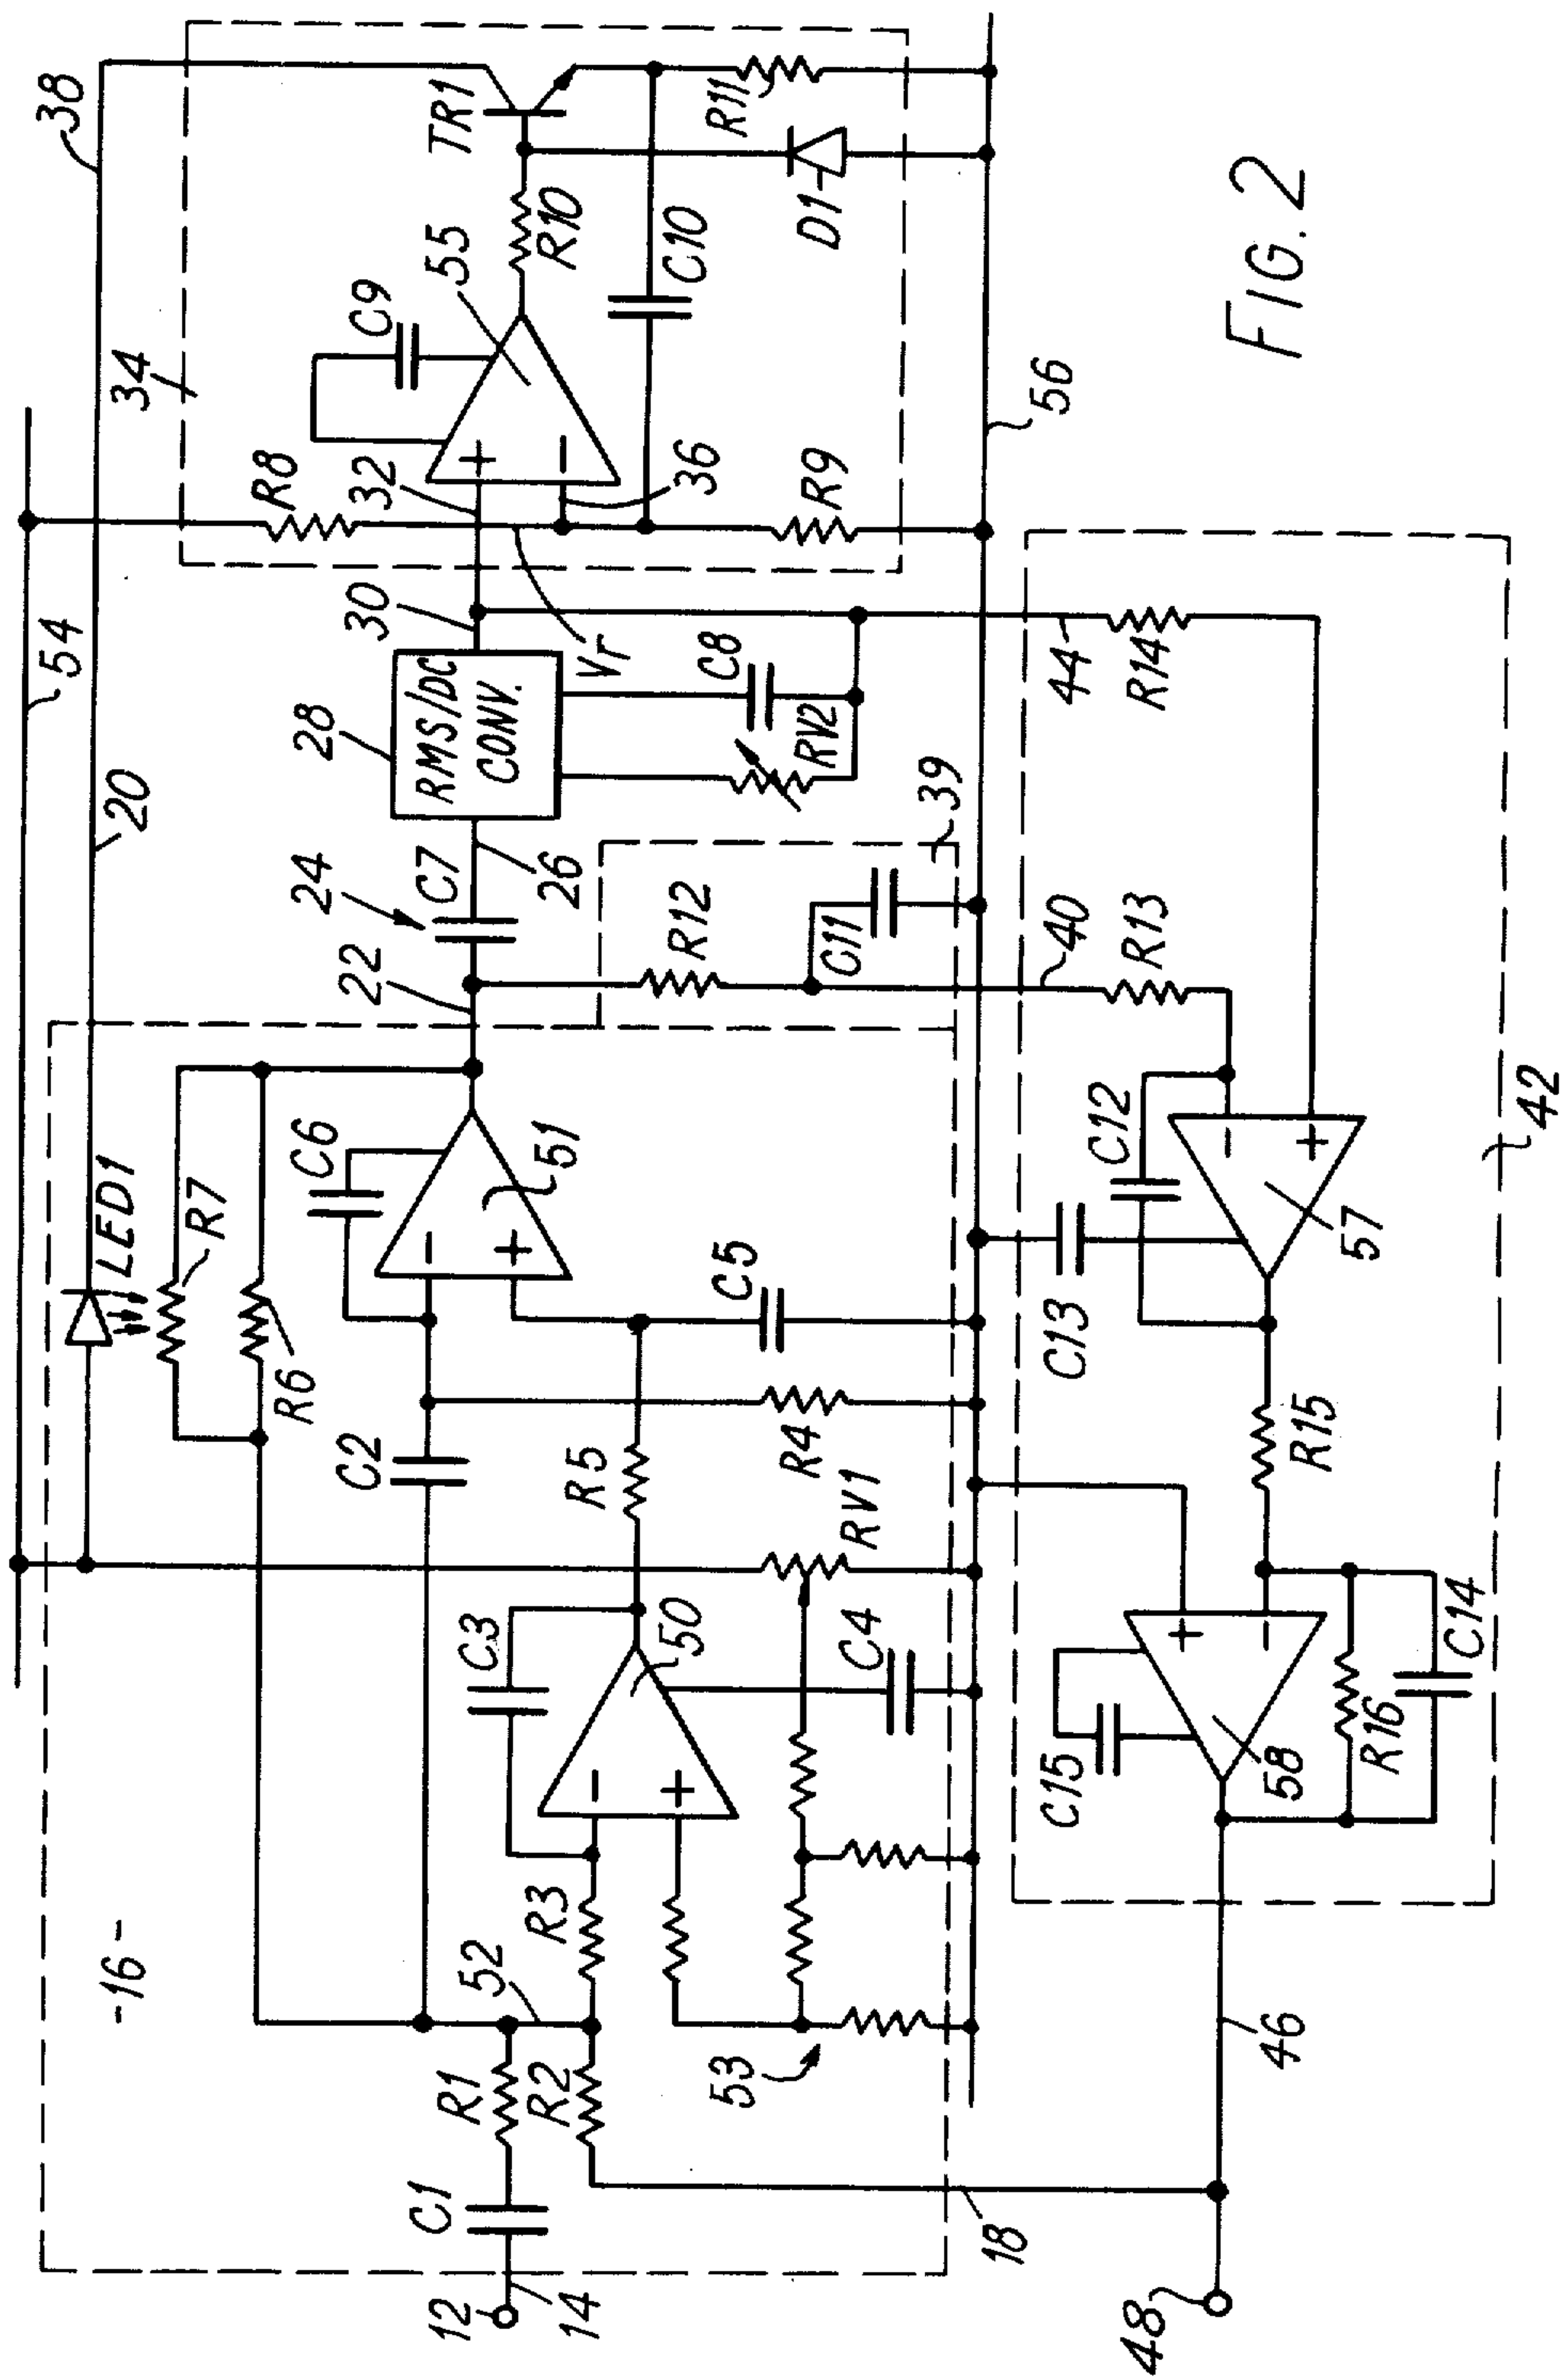 38
54
20
34
R8
C9
55
TR1
R10
C10
R11
D1
+
−
32
36
R9
30
Vr
28
RMS/DC
CONV.
C8
RV2
56
44
R14
39
24
C7
26
22
R12
C11
40
R13
LED1
R7
R6
C6
51
−
+
C5
C2
R4
R5
RV1
C3
50
C4
−
+
-16-
52
R3
R1
R2
C1
53
12
14
18
C12
C13
57
−
+
R15
42
C15
58
+
−
R16
C14
46
48
FIG. 2